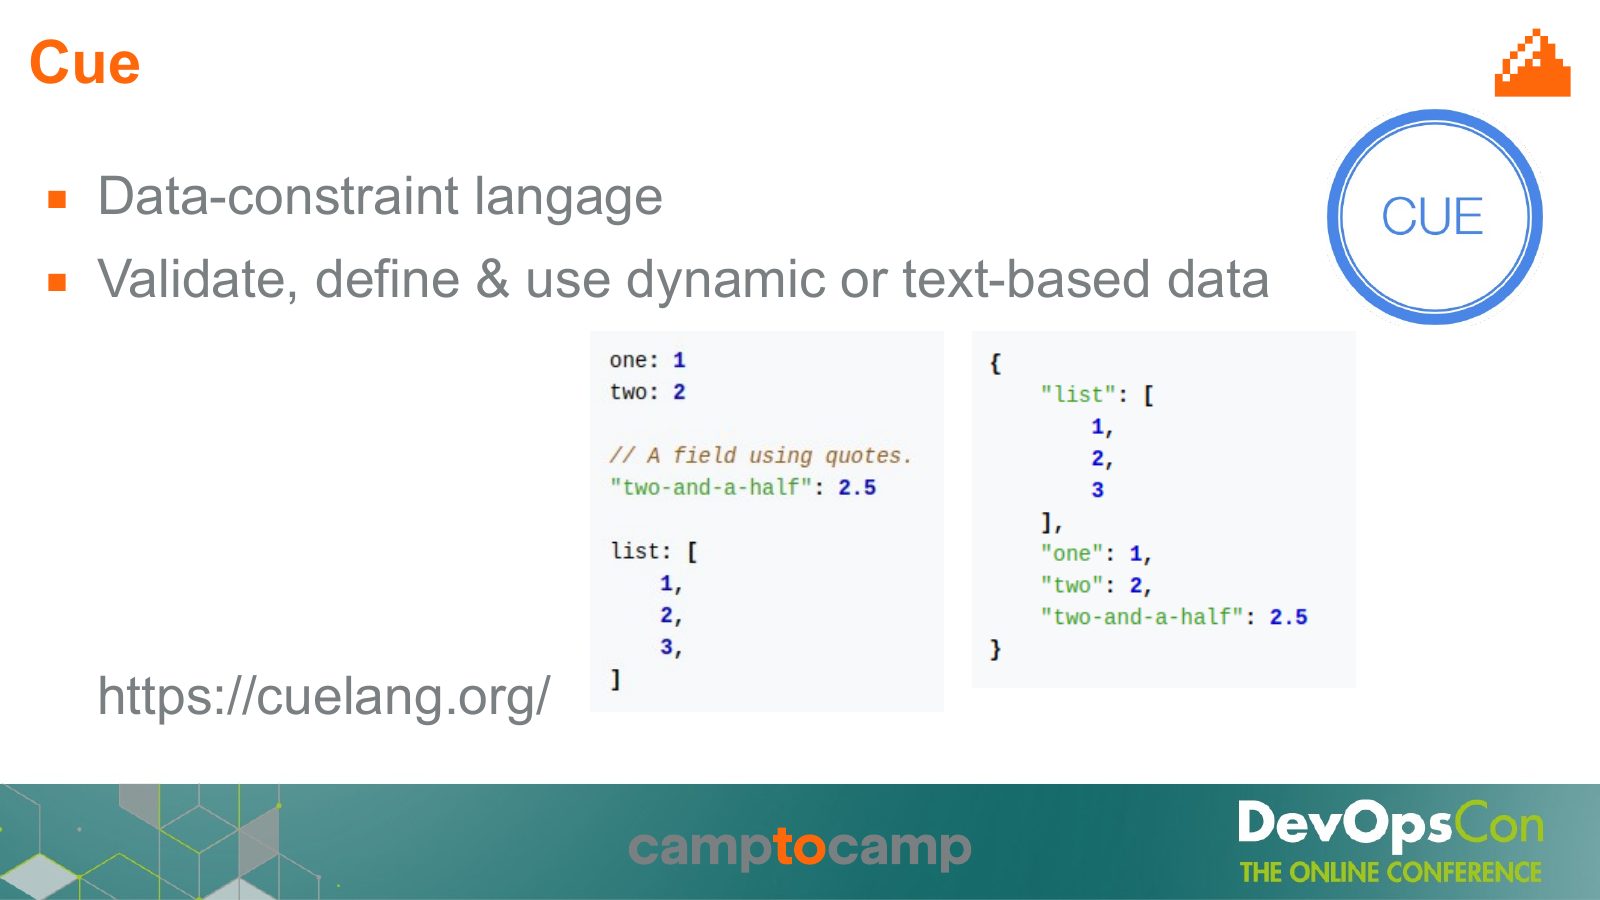 Cue
CUE
Data-constraint langage
Validate, define & use dynamic or text-based data
one: 1
two: 2
// A field using quotes.
"two-and-a-half": 2.5
list: [
1,
2,
3,
]
{
"list": [
1,
2,
3
],
"one": 1,
"two": 2,
"two-and-a-half": 2.5
}
https://cuelang.org/
camptocamp
DevOpsCon
THE ONLINE CONFERENCE